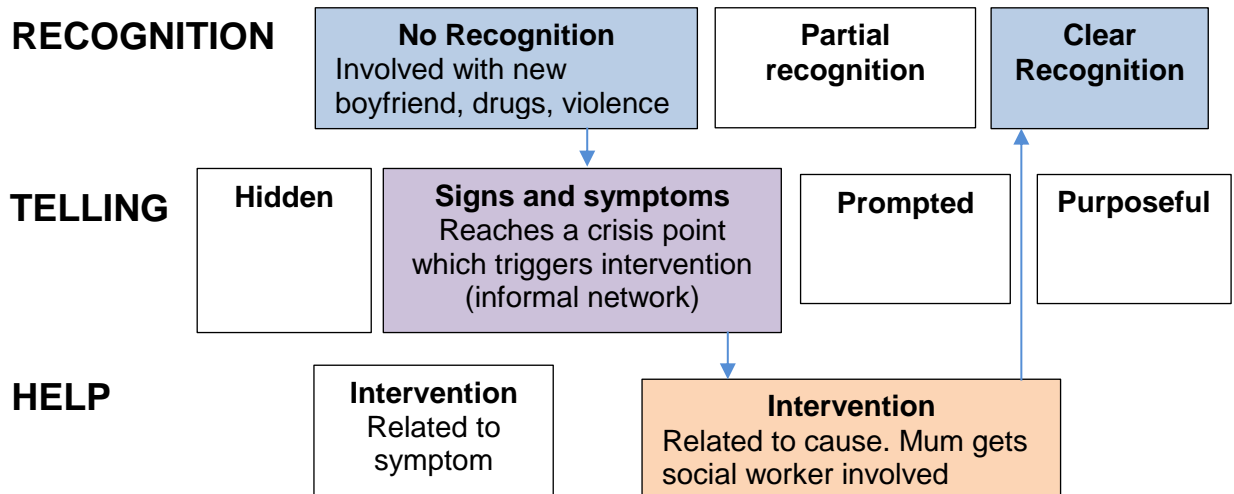 RECOGNITION
No Recognition
Involved with new
boyfriend, drugs, violence
Partial
recognition
Clear
Recognition
TELLING
Hidden
Signs and symptoms
Reaches a crisis point
which triggers intervention
(informal network)
Prompted
Purposeful
HELP
Intervention
Related to
symptom
Intervention
Related to cause. Mum gets
social worker involved